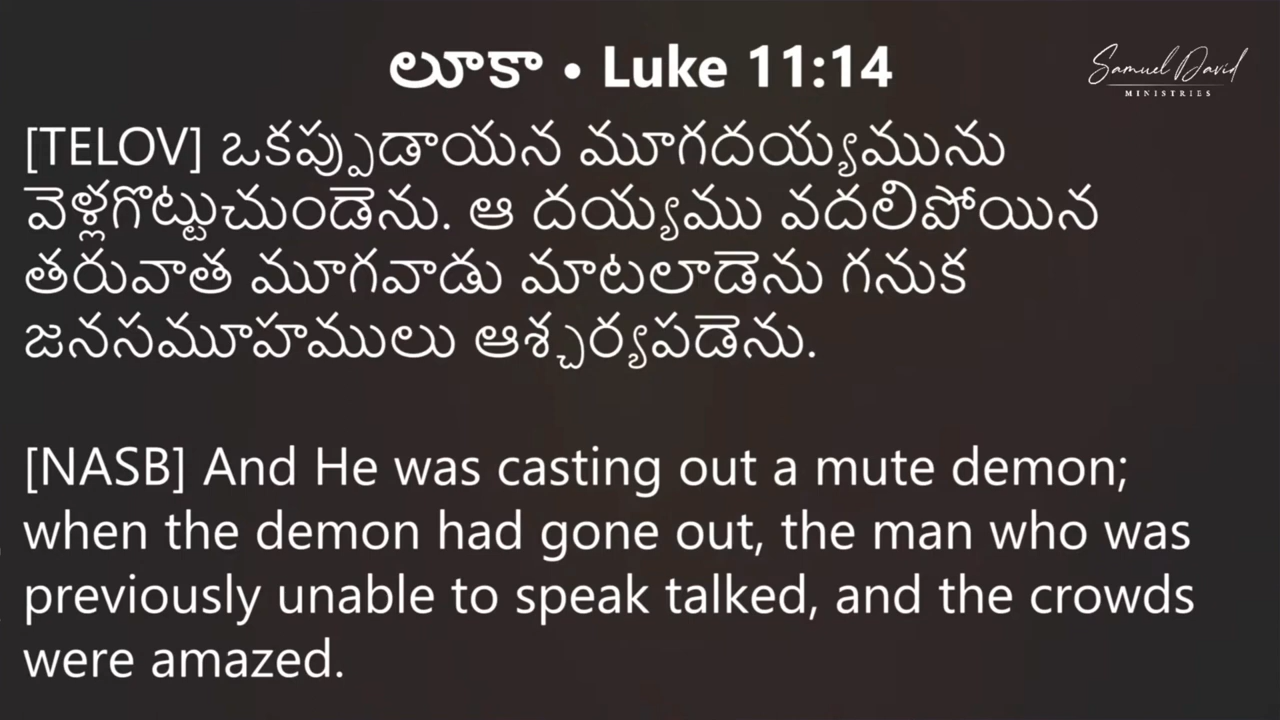 లూకా • Luke 11:14
Samuel David
MINISTRIES
[TELOV] ఒకప్పుడాయన మూగదయ్యమును
వెళ్లగొట్టుచుండెను. ఆ దయ్యము వదలిపోయిన
తరువాత మూగవాడు మాటలాడెను గనుక
జనసమూహములు ఆశ్చర్యపడెను.
[NASB] And He was casting out a mute demon;
when the demon had gone out, the man who was
previously unable to speak talked, and the crowds
were amazed.